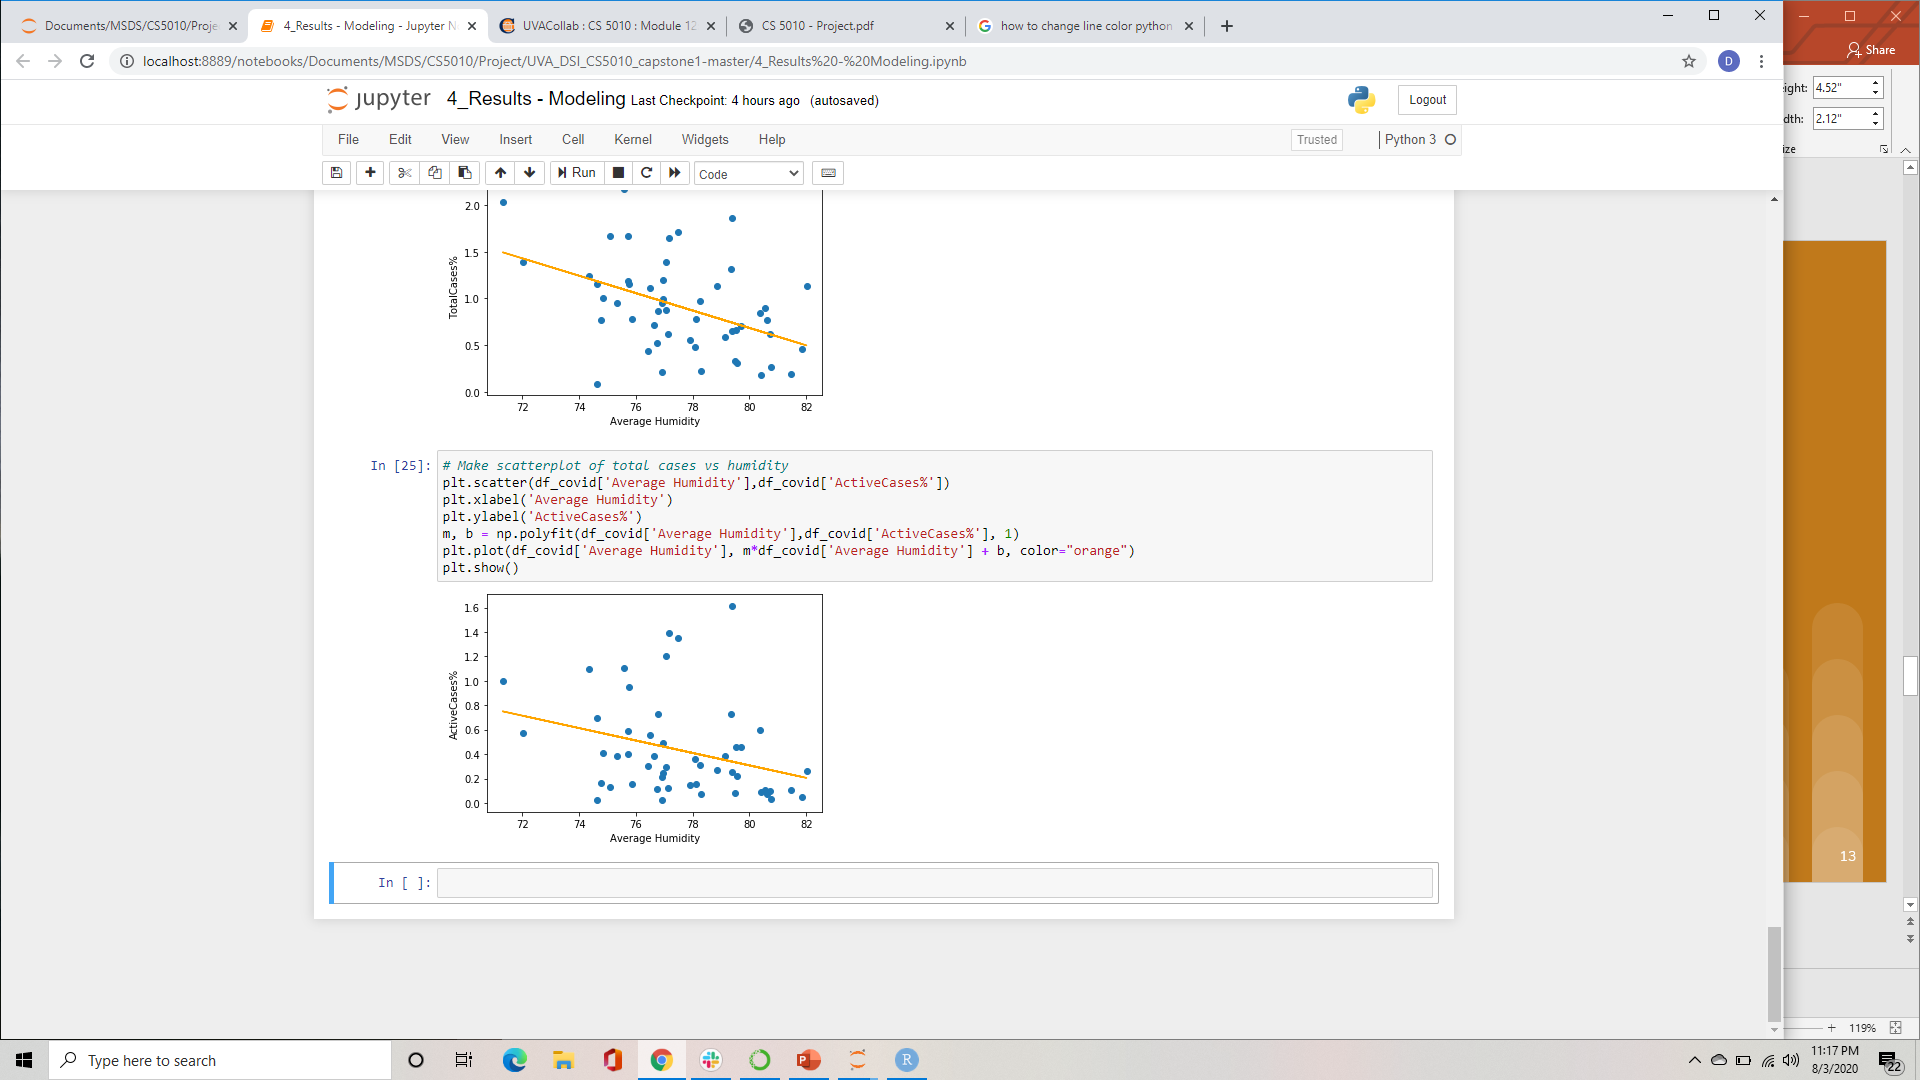 Documents/MSDS/CS5010/Proje
4_Results - Modeling - Jupyter N
UVACollab : CS 5010 : Module 12
CS 5010 - Project.pdf
how to change line color python
Share
localhost:8889/notebooks/Documents/MSDS/CS5010/Project/UVA_DSI_CS5010_capstone1-master/4_Results%20-%20Modeling.ipynb
D
eight: 4.52"
dth: 2.12"
ize
jupyter 4_Results - Modeling Last Checkpoint: 4 hours ago (autosaved)
Logout
File Edit View Insert Cell Kernel Widgets Help
Trusted
Python 3
Run
Code
2.0
1.5
1.0
0.5
0.0
TotalCases%
72 74 76 78 80 82
Average Humidity
In [25]:
# Make scatterplot of total cases vs humidity
plt.scatter(df_covid['Average Humidity'],df_covid['ActiveCases%'])
plt.xlabel('Average Humidity')
plt.ylabel('ActiveCases%')
m, b = np.polyfit(df_covid['Average Humidity'],df_covid['ActiveCases%'], 1)
plt.plot(df_covid['Average Humidity'], m*df_covid['Average Humidity'] + b, color="orange")
plt.show()
1.6
1.4
1.2
1.0
0.8
0.6
0.4
0.2
0.0
ActiveCases%
72 74 76 78 80 82
Average Humidity
13
In [ ]:
119%
Type here to search
P
R
11:17 PM
8/3/2020
22